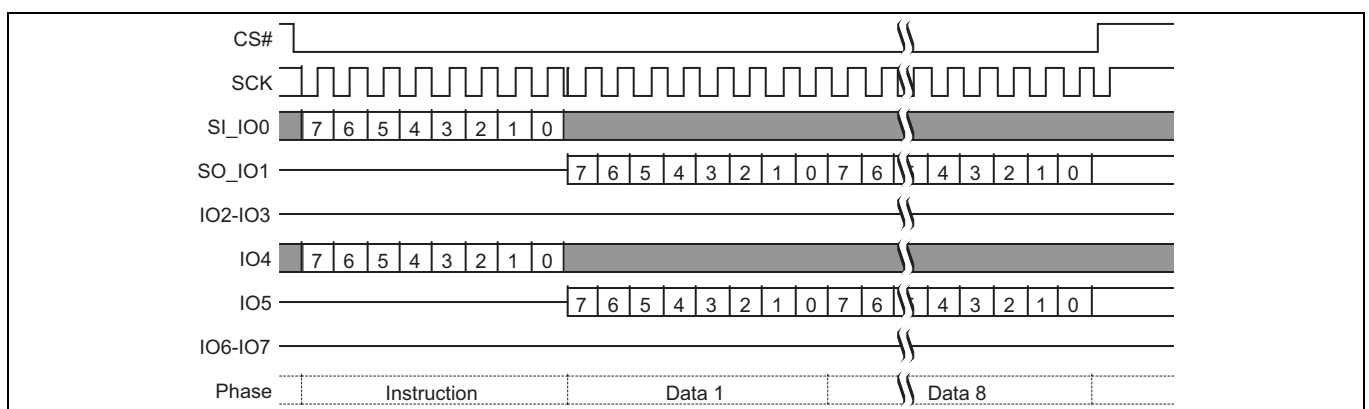 CS#
SCK
SI_IO0 7 6 5 4 3 2 1 0
SO_IO1 7 6 5 4 3 2 1 0 7 6 4 3 2 1 0
IO2-IO3
IO4 7 6 5 4 3 2 1 0
IO5 7 6 5 4 3 2 1 0 7 6 4 3 2 1 0
IO6-IO7
Phase Instruction Data 1 Data 8